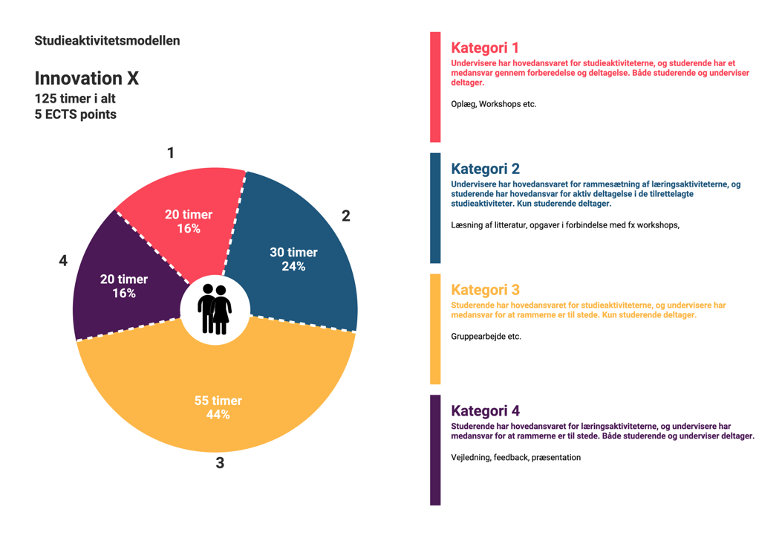 Studieaktivitetsmodellen
Innovation X
125 timer i alt
5 ECTS points
1
20 timer
16%
2
30 timer
24%
4
20 timer
16%
55 timer
44%
3
Kategori 1
Undervisere har hovedansvaret for studieaktiviteterne, og studerende har et
medansvar gennem forberedelse og deltagelse. Både studerende og underviser
deltager.
Oplæg, Workshops etc.
Kategori 2
Undervisere har hovedansvaret for rammesætning af læringsaktiviteterne, og
studerende har hovedansvar for aktiv deltagelse i de tilrettelagte
studieaktiviteter. Kun studerende deltager.
Læsning af litteratur, opgaver i forbindelse med fx workshops,
Kategori 3
Studerende har hovedansvaret for studieaktiviteterne, og undervisere har
medansvar for at rammerne er til stede. Kun studerende deltager.
Gruppearbejde etc.
Kategori 4
Studerende har hovedansvaret for læringsaktiviteterne, og undervisere har
medansvar for at rammerne er til stede. Både studerende og underviser deltager.
Vejledning, feedback, præsentation